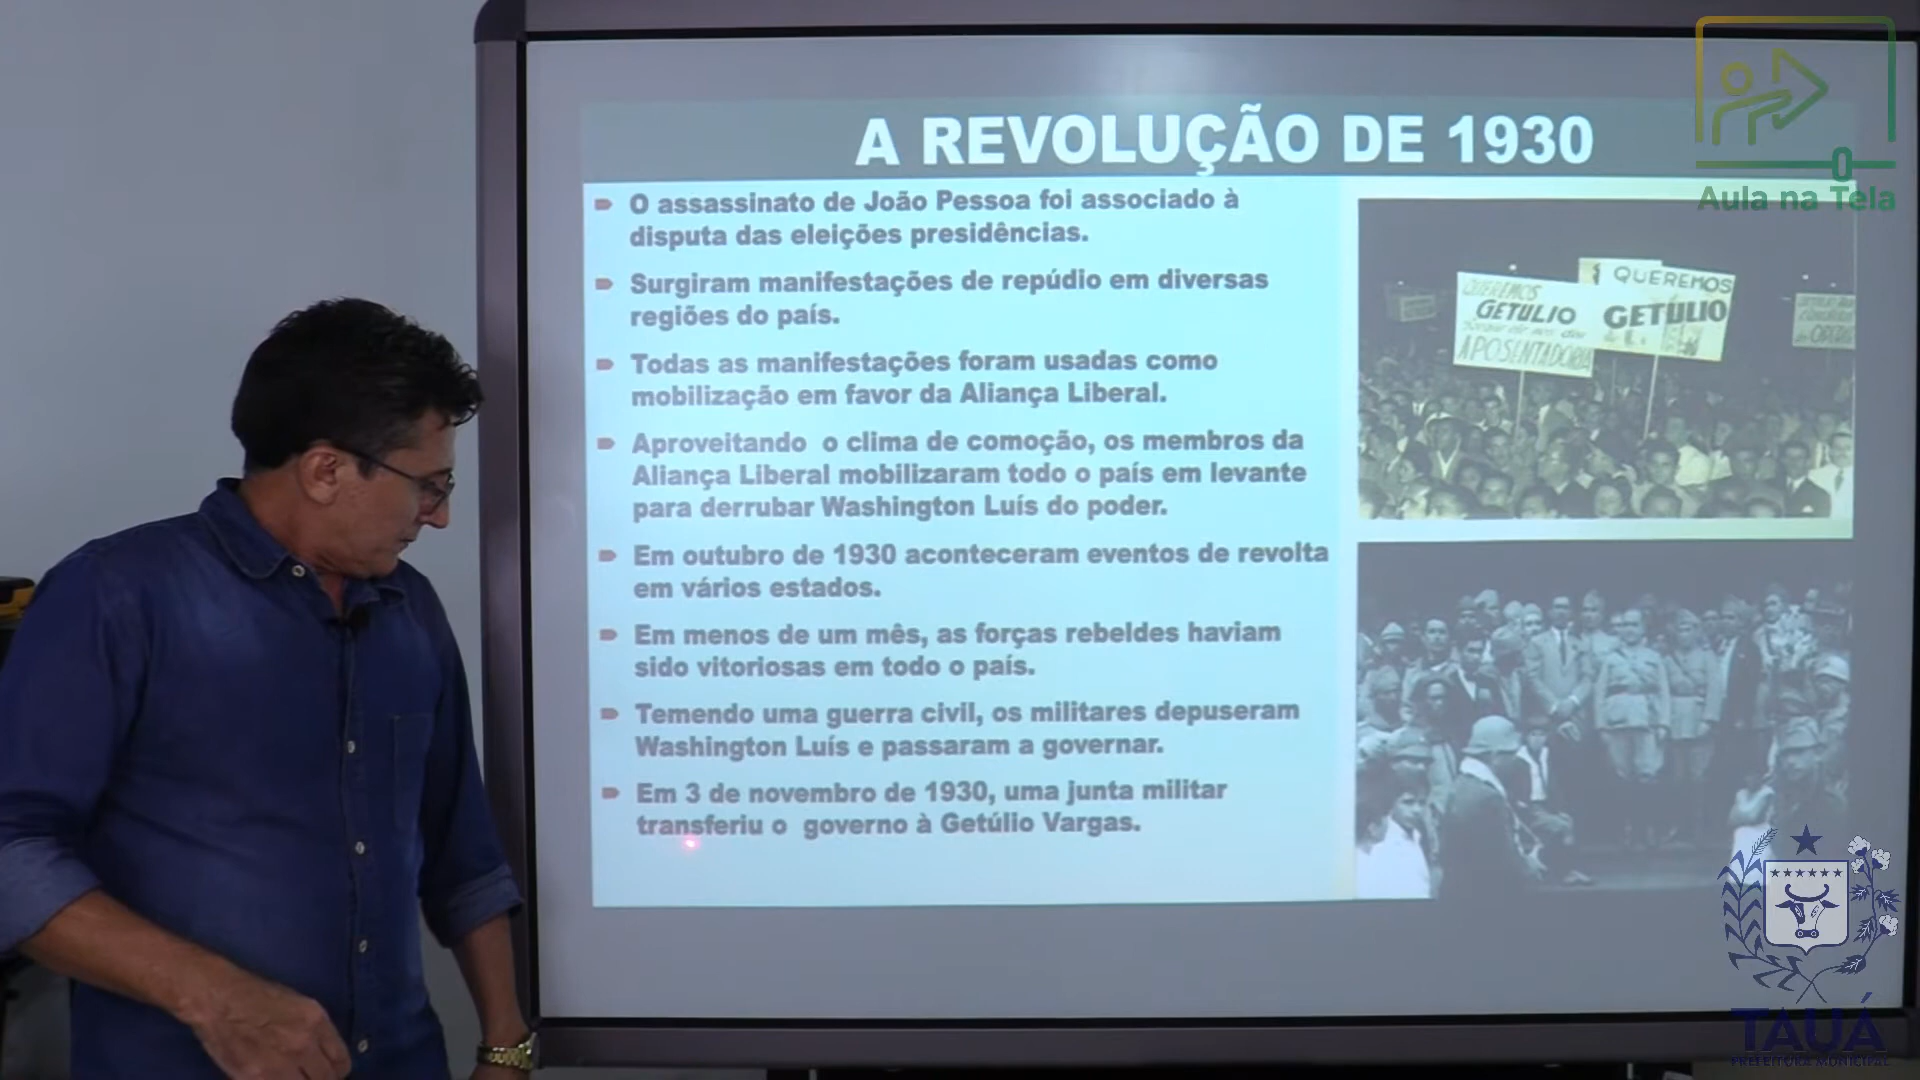 A REVOLUÇÃO DE 1930
O assassinato de João Pessoa foi associado à
disputa das eleições presidências.
Surgiram manifestações de repúdio em diversas
regiões do país.
Todas as manifestações foram usadas como
mobilização em favor da Aliança Liberal.
Aproveitando o clima de comoção, os membros da
Aliança Liberal mobilizaram todo o país em levante
para derrubar Washington Luís do poder.
Em outubro de 1930 aconteceram eventos de revolta
em vários estados.
Em menos de um mês, as forças rebeldes haviam
sido vitoriosas em todo o país.
Temendo uma guerra civil, os militares depuseram
Washington Luís e passaram a governar.
Em 3 de novembro de 1930, uma junta militar
transferiu o governo à Getúlio Vargas.
Aula na Tela
QUEREMOS
GETULIO
APOSENTADORIA
QUEREMOS
GETULIO
TAUÁ
PREFEITURA MUNICIPAL